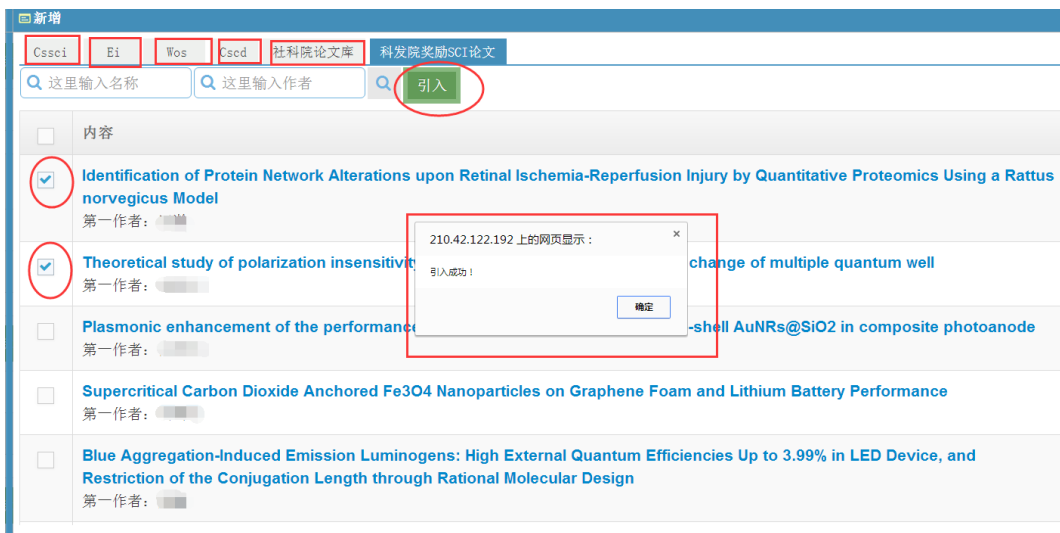 新增
Cssci Ei Wos Cscd 社科院论文库 科发院奖励SCI论文
这里输入名称 这里输入作者 引入
内容
Identification of Protein Network Alterations upon Retinal Ischemia-Reperfusion Injury by Quantitative Proteomics Using a Rattus
norvegicus Model
第一作者：
210.42.122.192 上的网页显示： ×
Theoretical study of polarization insensitivity change of multiple quantum well
引入成功！
第一作者：
确定
Plasmonic enhancement of the performance -shell AuNRs@SiO2 in composite photoanode
第一作者：
Supercritical Carbon Dioxide Anchored Fe3O4 Nanoparticles on Graphene Foam and Lithium Battery Performance
第一作者：
Blue Aggregation-Induced Emission Luminogens: High External Quantum Efficiencies Up to 3.99% in LED Device, and
Restriction of the Conjugation Length through Rational Molecular Design
第一作者：